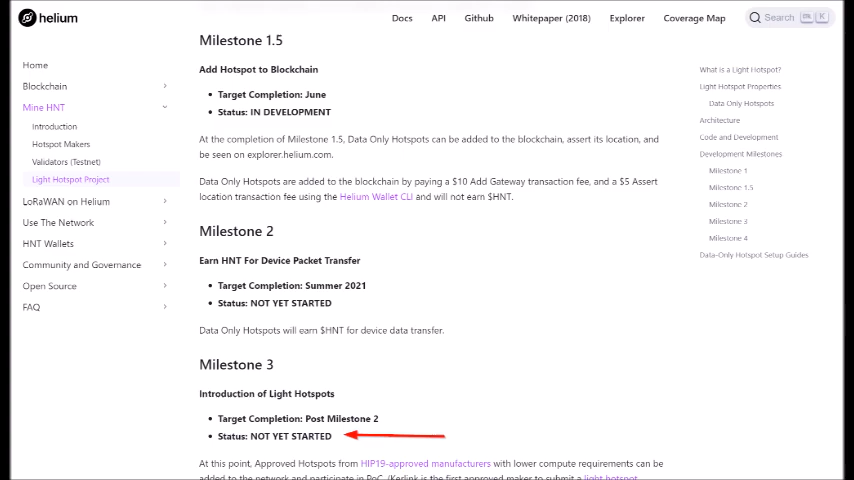 helium
Docs
API
Github
Whitepaper (2018)
Explorer
Coverage Map
Search
K
Home
Blockchain
Mine HNT
Introduction
Hotspot Makers
Validators (Testnet)
Light Hotspot Project
LoRaWAN on Helium
Use The Network
HNT Wallets
Community and Governance
Open Source
FAQ
Milestone 1.5
Add Hotspot to Blockchain
Target Completion: June
Status: IN DEVELOPMENT
At the completion of Milestone 1.5, Data Only Hotspots can be added to the blockchain, assert its location, and
be seen on explorer.helium.com.
Data Only Hotspots are added to the blockchain by paying a $10 Add Gateway transaction fee, and a $5 Assert
location transaction fee using the Helium Wallet CLI and will not earn $HNT.
Milestone 2
Earn HNT For Device Packet Transfer
Target Completion: Summer 2021
Status: NOT YET STARTED
Data Only Hotspots will earn $HNT for device data transfer.
Milestone 3
Introduction of Light Hotspots
Target Completion: Post Milestone 2
Status: NOT YET STARTED
At this point, Approved Hotspots from HIP19-approved manufacturers with lower compute requirements can be
added to the network and participate in PoC. (Kerlink is the first approved maker to submit a light hotspot
What is a Light Hotspot?
Light Hotspot Properties
Data Only Hotspots
Architecture
Code and Development
Development Milestones
Milestone 1
Milestone 1.5
Milestone 2
Milestone 3
Milestone 4
Data-Only Hotspot Setup Guides